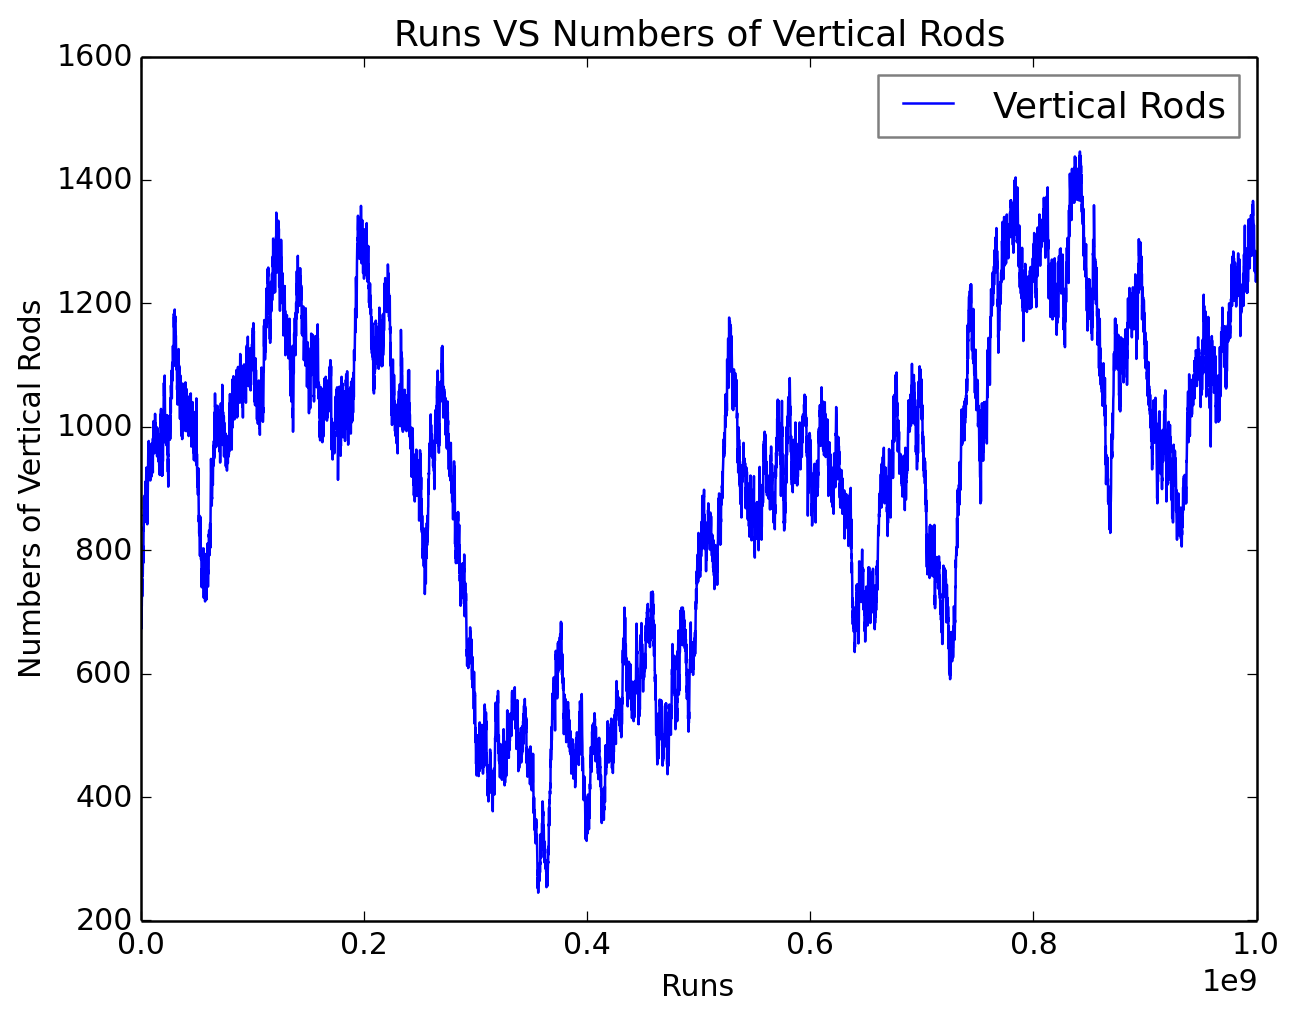 Runs VS Numbers of Vertical Rods
Vertical Rods
Numbers of Vertical Rods
1600
1400
1200
1000
800
600
400
200
0.0 0.2 0.4 0.6 0.8 1.0
1e9
Runs